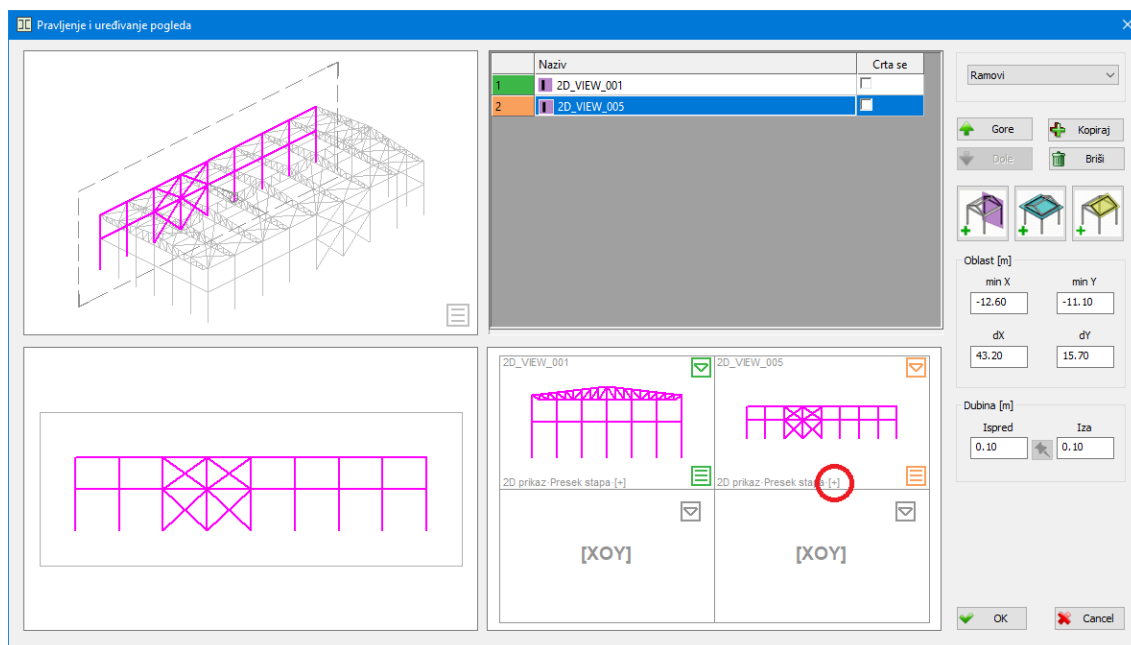 Pravljenje i uređivanje pogleda
Naziv Crta se
1 2D_VIEW_001
2 2D_VIEW_005
Ramovi
Gore Kopiraj
Dole Briši
Oblast [m]
min X min Y
-12.60 -11.10
dX dY
43.20 15.70
Dubina [m]
Ispred Iza
0.10 0.10
2D_VIEW_001 2D_VIEW_005
2D prikaz·Presek stapa·[+] 2D prikaz·Presek stapa·[+]
[XOY] [XOY]
OK Cancel